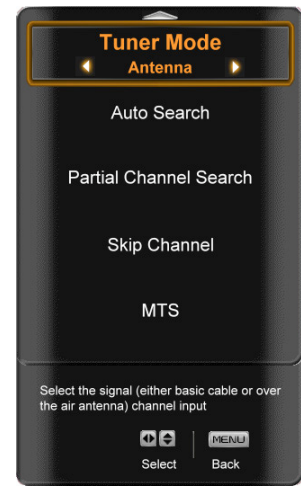 Tuner Mode
Antenna
Auto Search
Partial Channel Search
Skip Channel
MTS
Select the signal (either basic cable or over
the air antenna) channel input
MENU
Select Back